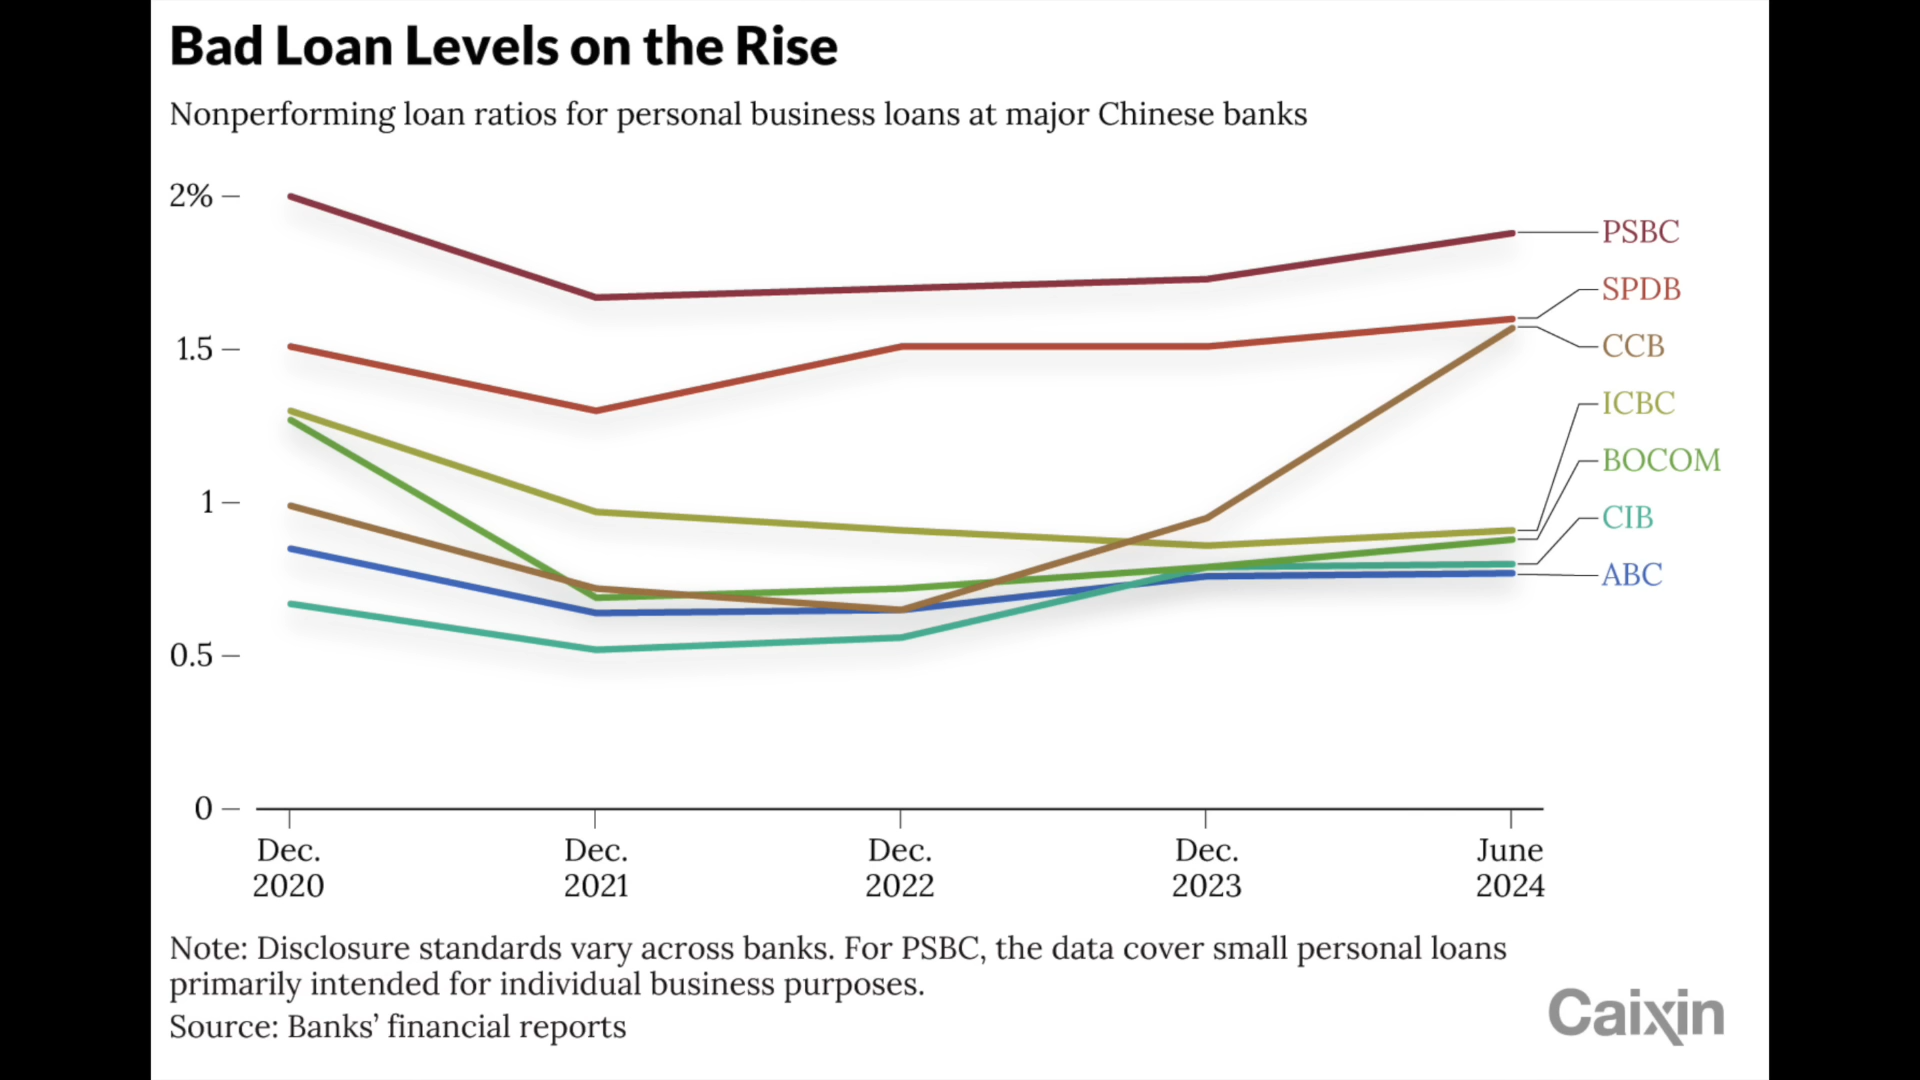 Bad Loan Levels on the Rise
Nonperforming loan ratios for personal business loans at major Chinese banks
2%
1.5
1
0.5
0
PSBC
SPDB
CCB
ICBC
BOCOM
CIB
ABC
Dec.
2020
Dec.
2021
Dec.
2022
Dec.
2023
June
2024
Note: Disclosure standards vary across banks. For PSBC, the data cover small personal loans
primarily intended for individual business purposes.
Source: Banks’ financial reports
Caixin